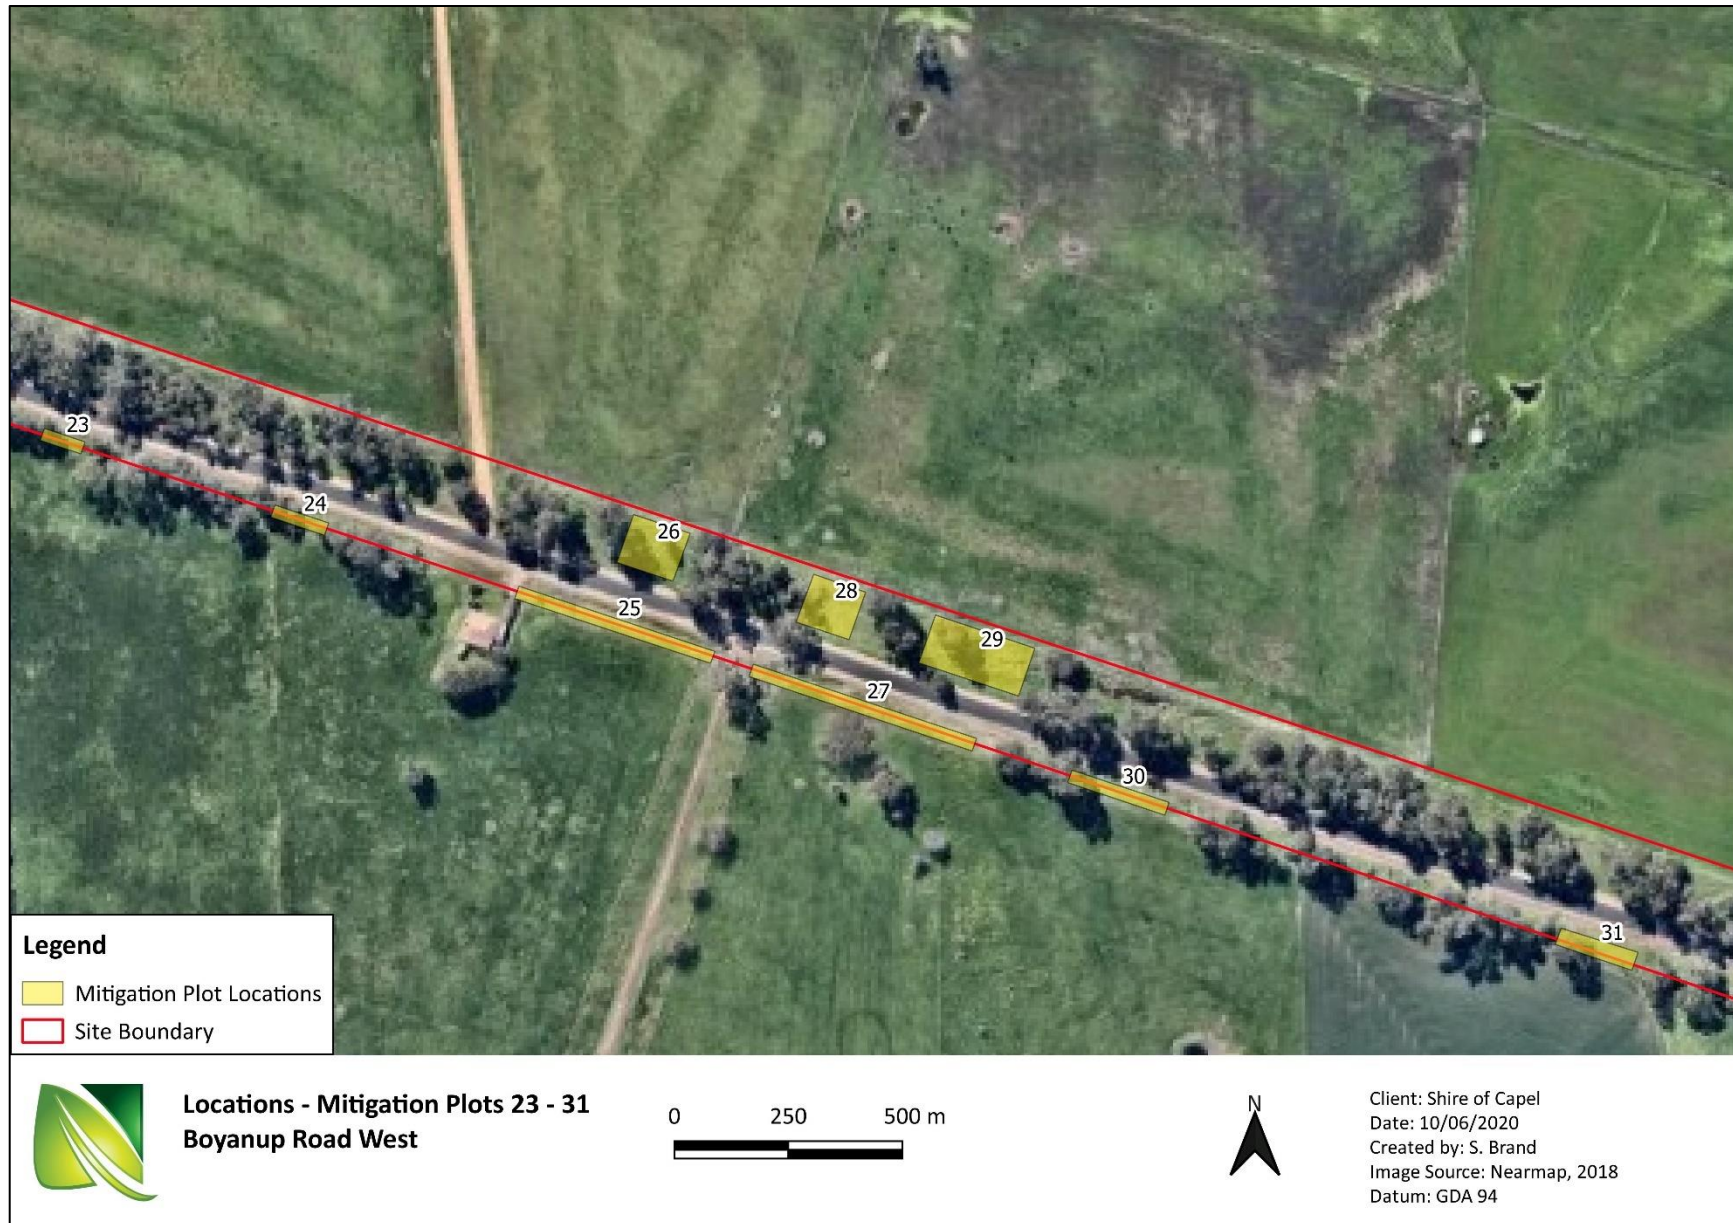 23
24
26
25
28
29
27
30
31
Legend
Mitigation Plot Locations
Site Boundary
Locations - Mitigation Plots 23 - 31
Boyanup Road West
0 250 500 m
N
Client: Shire of Capel
Date: 10/06/2020
Created by: S. Brand
Image Source: Nearmap, 2018
Datum: GDA 94